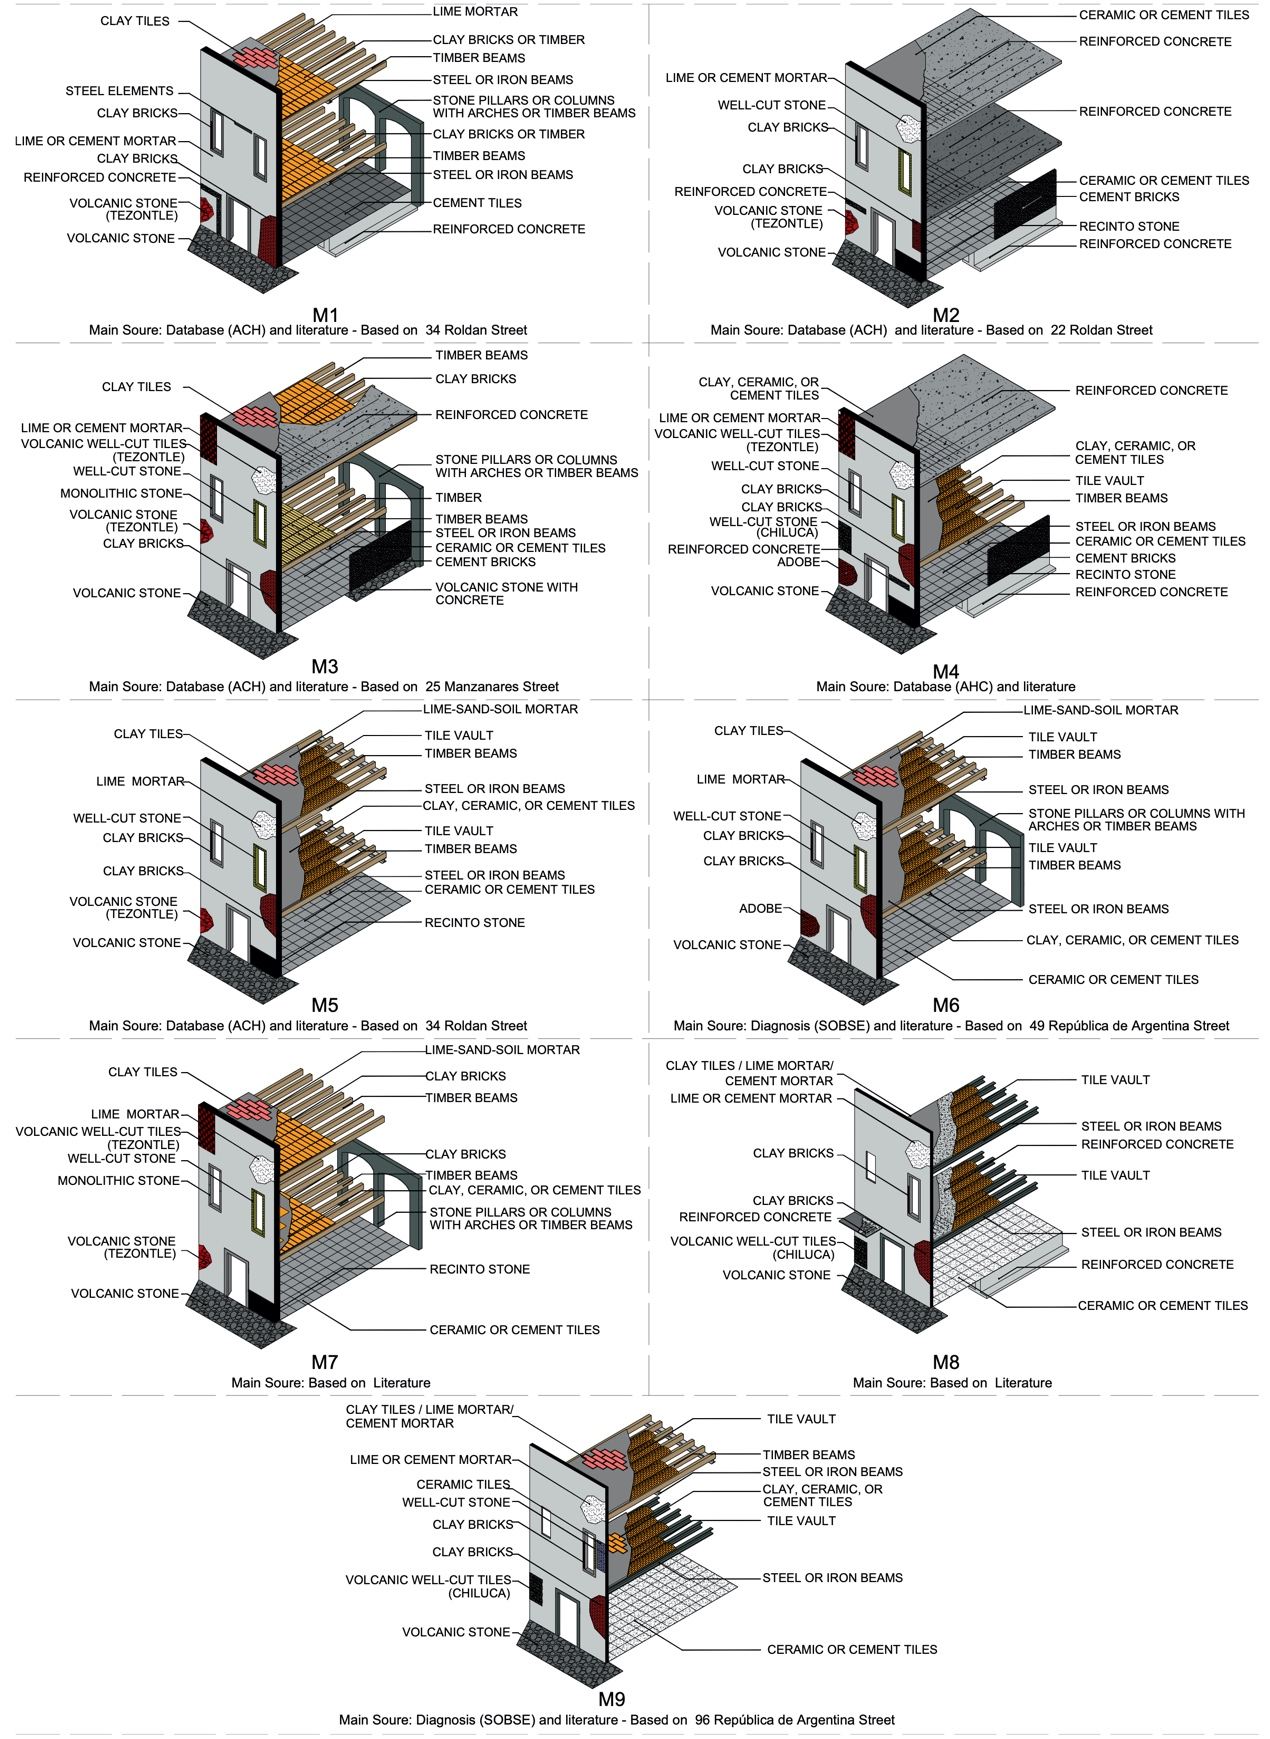 CLAY TILES
STEEL ELEMENTS
CLAY BRICKS
LIME OR CEMENT MORTAR
CLAY BRICKS
REINFORCED CONCRETE
VOLCANIC STONE
(TEZONTLE)
VOLCANIC STONE
LIME MORTAR
CLAY BRICKS OR TIMBER
TIMBER BEAMS
STEEL OR IRON BEAMS
STONE PILLARS OR COLUMNS
WITH ARCHES OR TIMBER BEAMS
CLAY BRICKS OR TIMBER
TIMBER BEAMS
STEEL OR IRON BEAMS
CEMENT TILES
REINFORCED CONCRETE
M1
Main Soure: Database (ACH) and literature - Based on 34 Roldan Street
LIME OR CEMENT MORTAR
WELL-CUT STONE
CLAY BRICKS
CLAY BRICKS
REINFORCED CONCRETE
VOLCANIC STONE
(TEZONTLE)
VOLCANIC STONE
CERAMIC OR CEMENT TILES
REINFORCED CONCRETE
REINFORCED CONCRETE
CERAMIC OR CEMENT TILES
CEMENT BRICKS
RECINTO STONE
REINFORCED CONCRETE
M2
Main Soure: Database (ACH) and literature - Based on 22 Roldan Street
CLAY TILES
LIME OR CEMENT MORTAR
VOLCANIC WELL-CUT TILES
(TEZONTLE)
WELL-CUT STONE
MONOLITHIC STONE
VOLCANIC STONE
(TEZONTLE)
CLAY BRICKS
VOLCANIC STONE
TIMBER BEAMS
CLAY BRICKS
REINFORCED CONCRETE
STONE PILLARS OR COLUMNS
WITH ARCHES OR TIMBER BEAMS
TIMBER
TIMBER BEAMS
STEEL OR IRON BEAMS
CERAMIC OR CEMENT TILES
CEMENT BRICKS
VOLCANIC STONE WITH
CONCRETE
M3
Main Soure: Database (ACH) and literature - Based on 25 Manzanares Street
CLAY, CERAMIC, OR
CEMENT TILES
LIME OR CEMENT MORTAR
VOLCANIC WELL-CUT TILES
(TEZONTLE)
WELL-CUT STONE
CLAY BRICKS
CLAY BRICKS
WELL-CUT STONE
(CHILUCA)
REINFORCED CONCRETE
ADOBE
VOLCANIC STONE
REINFORCED CONCRETE
CLAY, CERAMIC, OR
CEMENT TILES
TILE VAULT
TIMBER BEAMS
STEEL OR IRON BEAMS
CERAMIC OR CEMENT TILES
CEMENT BRICKS
RECINTO STONE
REINFORCED CONCRETE
M4
Main Soure: Database (AHC) and literature
CLAY TILES
LIME MORTAR
WELL-CUT STONE
CLAY BRICKS
CLAY BRICKS
VOLCANIC STONE
(TEZONTLE)
VOLCANIC STONE
LIME-SAND-SOIL MORTAR
TILE VAULT
TIMBER BEAMS
STEEL OR IRON BEAMS
CLAY, CERAMIC, OR CEMENT TILES
TILE VAULT
TIMBER BEAMS
STEEL OR IRON BEAMS
CERAMIC OR CEMENT TILES
RECINTO STONE
M5
Main Soure: Database (ACH) and literature - Based on 34 Roldan Street
CLAY TILES
LIME MORTAR
WELL-CUT STONE
CLAY BRICKS
CLAY BRICKS
ADOBE
VOLCANIC STONE
LIME-SAND-SOIL MORTAR
TILE VAULT
TIMBER BEAMS
STEEL OR IRON BEAMS
STONE PILLARS OR COLUMNS WITH
ARCHES OR TIMBER BEAMS
TILE VAULT
TIMBER BEAMS
STEEL OR IRON BEAMS
CLAY, CERAMIC, OR CEMENT TILES
CERAMIC OR CEMENT TILES
M6
Main Soure: Diagnosis (SOBSE) and literature - Based on 49 República de Argentina Street
CLAY TILES
LIME MORTAR
VOLCANIC WELL-CUT TILES
(TEZONTLE)
WELL-CUT STONE
MONOLITHIC STONE
VOLCANIC STONE
(TEZONTLE)
VOLCANIC STONE
LIME-SAND-SOIL MORTAR
CLAY BRICKS
TIMBER BEAMS
CLAY BRICKS
TIMBER BEAMS
CLAY, CERAMIC, OR CEMENT TILES
STONE PILLARS OR COLUMNS
WITH ARCHES OR TIMBER BEAMS
RECINTO STONE
CERAMIC OR CEMENT TILES
M7
Main Soure: Based on Literature
CLAY TILES / LIME MORTAR/
CEMENT MORTAR
LIME OR CEMENT MORTAR
CLAY BRICKS
CLAY BRICKS
REINFORCED CONCRETE
VOLCANIC WELL-CUT TILES
(CHILUCA)
VOLCANIC STONE
TILE VAULT
STEEL OR IRON BEAMS
REINFORCED CONCRETE
TILE VAULT
STEEL OR IRON BEAMS
REINFORCED CONCRETE
CERAMIC OR CEMENT TILES
M8
Main Soure: Based on Literature
CLAY TILES / LIME MORTAR/
CEMENT MORTAR
LIME OR CEMENT MORTAR
CERAMIC TILES
WELL-CUT STONE
CLAY BRICKS
CLAY BRICKS
VOLCANIC WELL-CUT TILES
(CHILUCA)
VOLCANIC STONE
TILE VAULT
TIMBER BEAMS
STEEL OR IRON BEAMS
CLAY, CERAMIC, OR
CEMENT TILES
TILE VAULT
STEEL OR IRON BEAMS
CERAMIC OR CEMENT TILES
M9
Main Soure: Diagnosis (SOBSE) and literature - Based on 96 República de Argentina Street